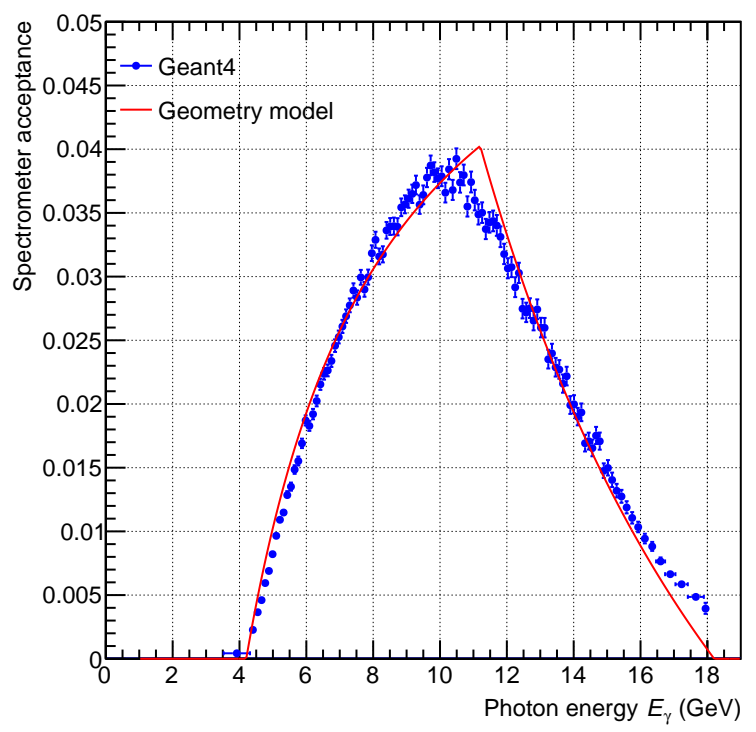 Spectrometer acceptance
0.05
0.045
0.04
0.035
0.03
0.025
0.02
0.015
0.01
0.005
0
Geant4
Geometry model
0 2 4 6 8 10 12 14 16 18
Photon energy E_γ (GeV)